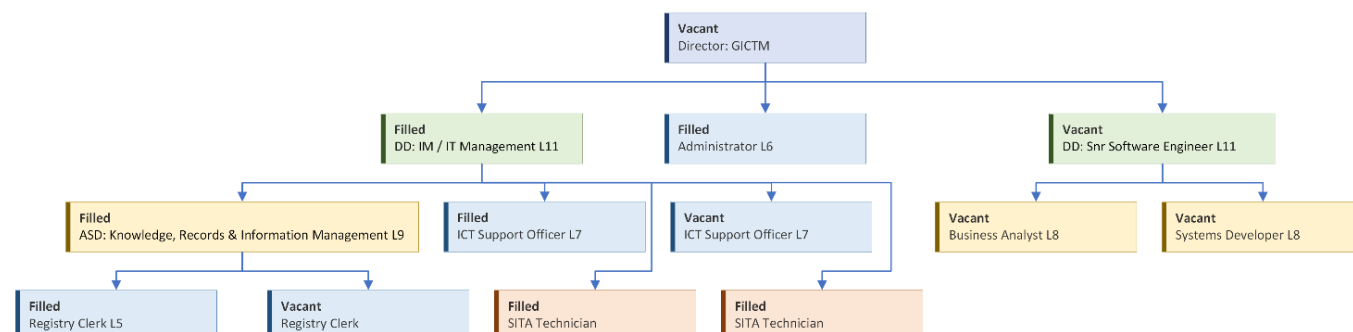 Vacant
Director: GICTM
Filled
DD: IM / IT Management L11
Filled
Administrator L6
Vacant
DD: Snr Software Engineer L11
Filled
ASD: Knowledge, Records & Information Management L9
Filled
ICT Support Officer L7
Vacant
ICT Support Officer L7
Vacant
Business Analyst L8
Vacant
Systems Developer L8
Filled
Registry Clerk L5
Vacant
Registry Clerk
Filled
SITA Technician
Filled
SITA Technician